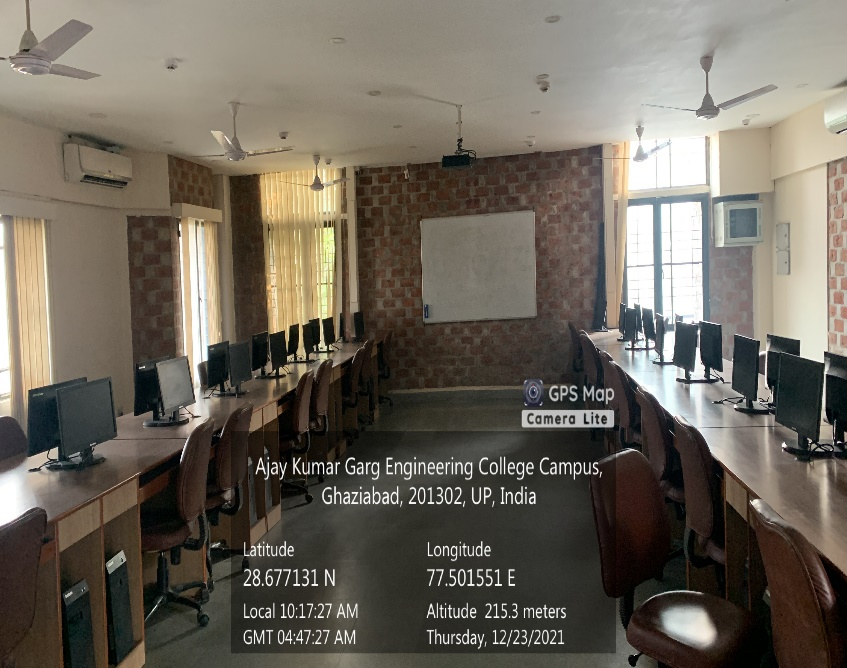 GPS Map
Camera Lite
Ajay Kumar Garg Engineering College Campus,
Ghaziabad, 201302, UP, India
Latitude
28.677131 N
Longitude
77.501551 E
Local 10:17:27 AM
GMT 04:47:27 AM
Altitude 215.3 meters
Thursday, 12/23/2021